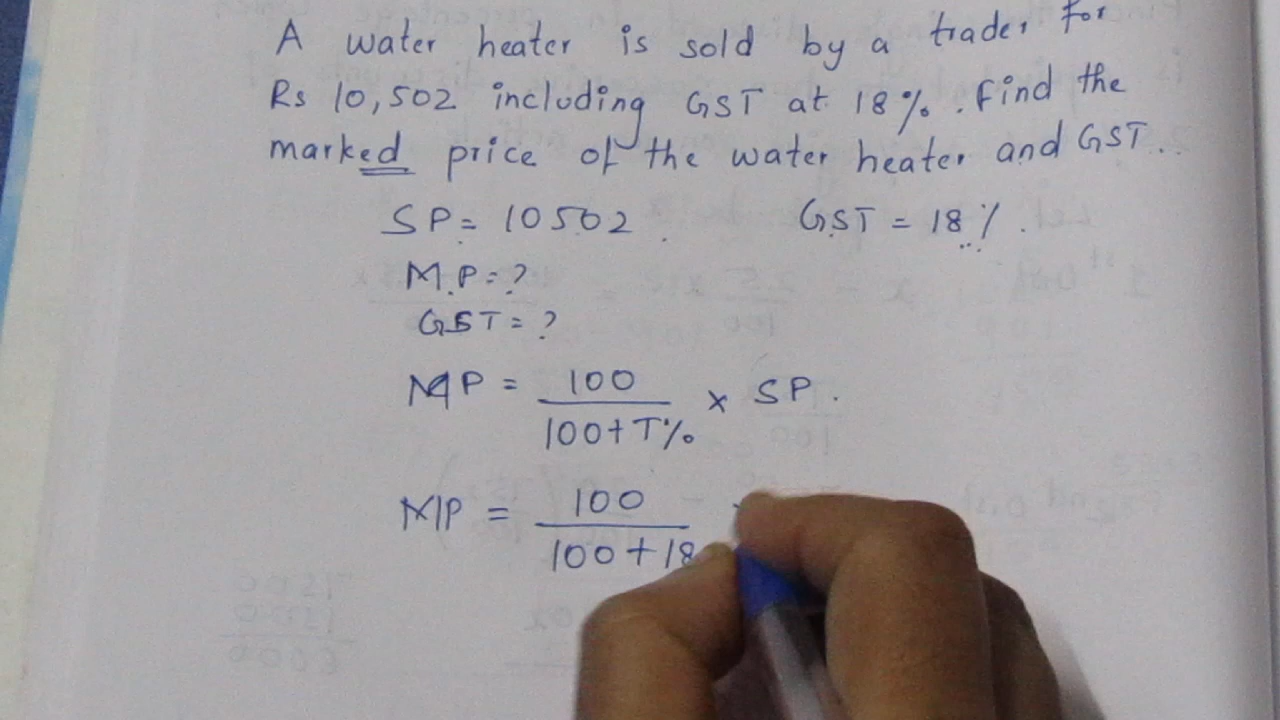 A water heater is sold by a trader for
Rs 10,502 including GST at 18%. Find the
marked price of the water heater and GST..
SP = 10502. GST = 18%.
M.P = ?
GST = ?
MP = 100 / 100+T% × SP.
MP = 100 / 100+18